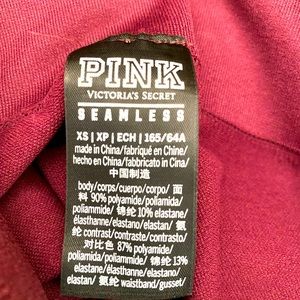 PINK
VICTORIA'S SECRET
SEAMLESS
XS | XP | ECH | 165/64A
made in China/fabriqué en Chine/
hecho en China/fabbricato in Cina/
中国制造
body/corps/cuerpo/corpo/ 面
料 90% polyamide/polyamide/
poliammide/ 锦纶 10% elastane/
élasthanne/elastano/elastan/ 氨
纶 contrast/contraste/contrasto/
对比色 87% polyamide/
poliamida/poliammide/ 锦纶 13%
elastane/élasthanne/elastano/
elastan/ 氨纶 waistband/gusset/